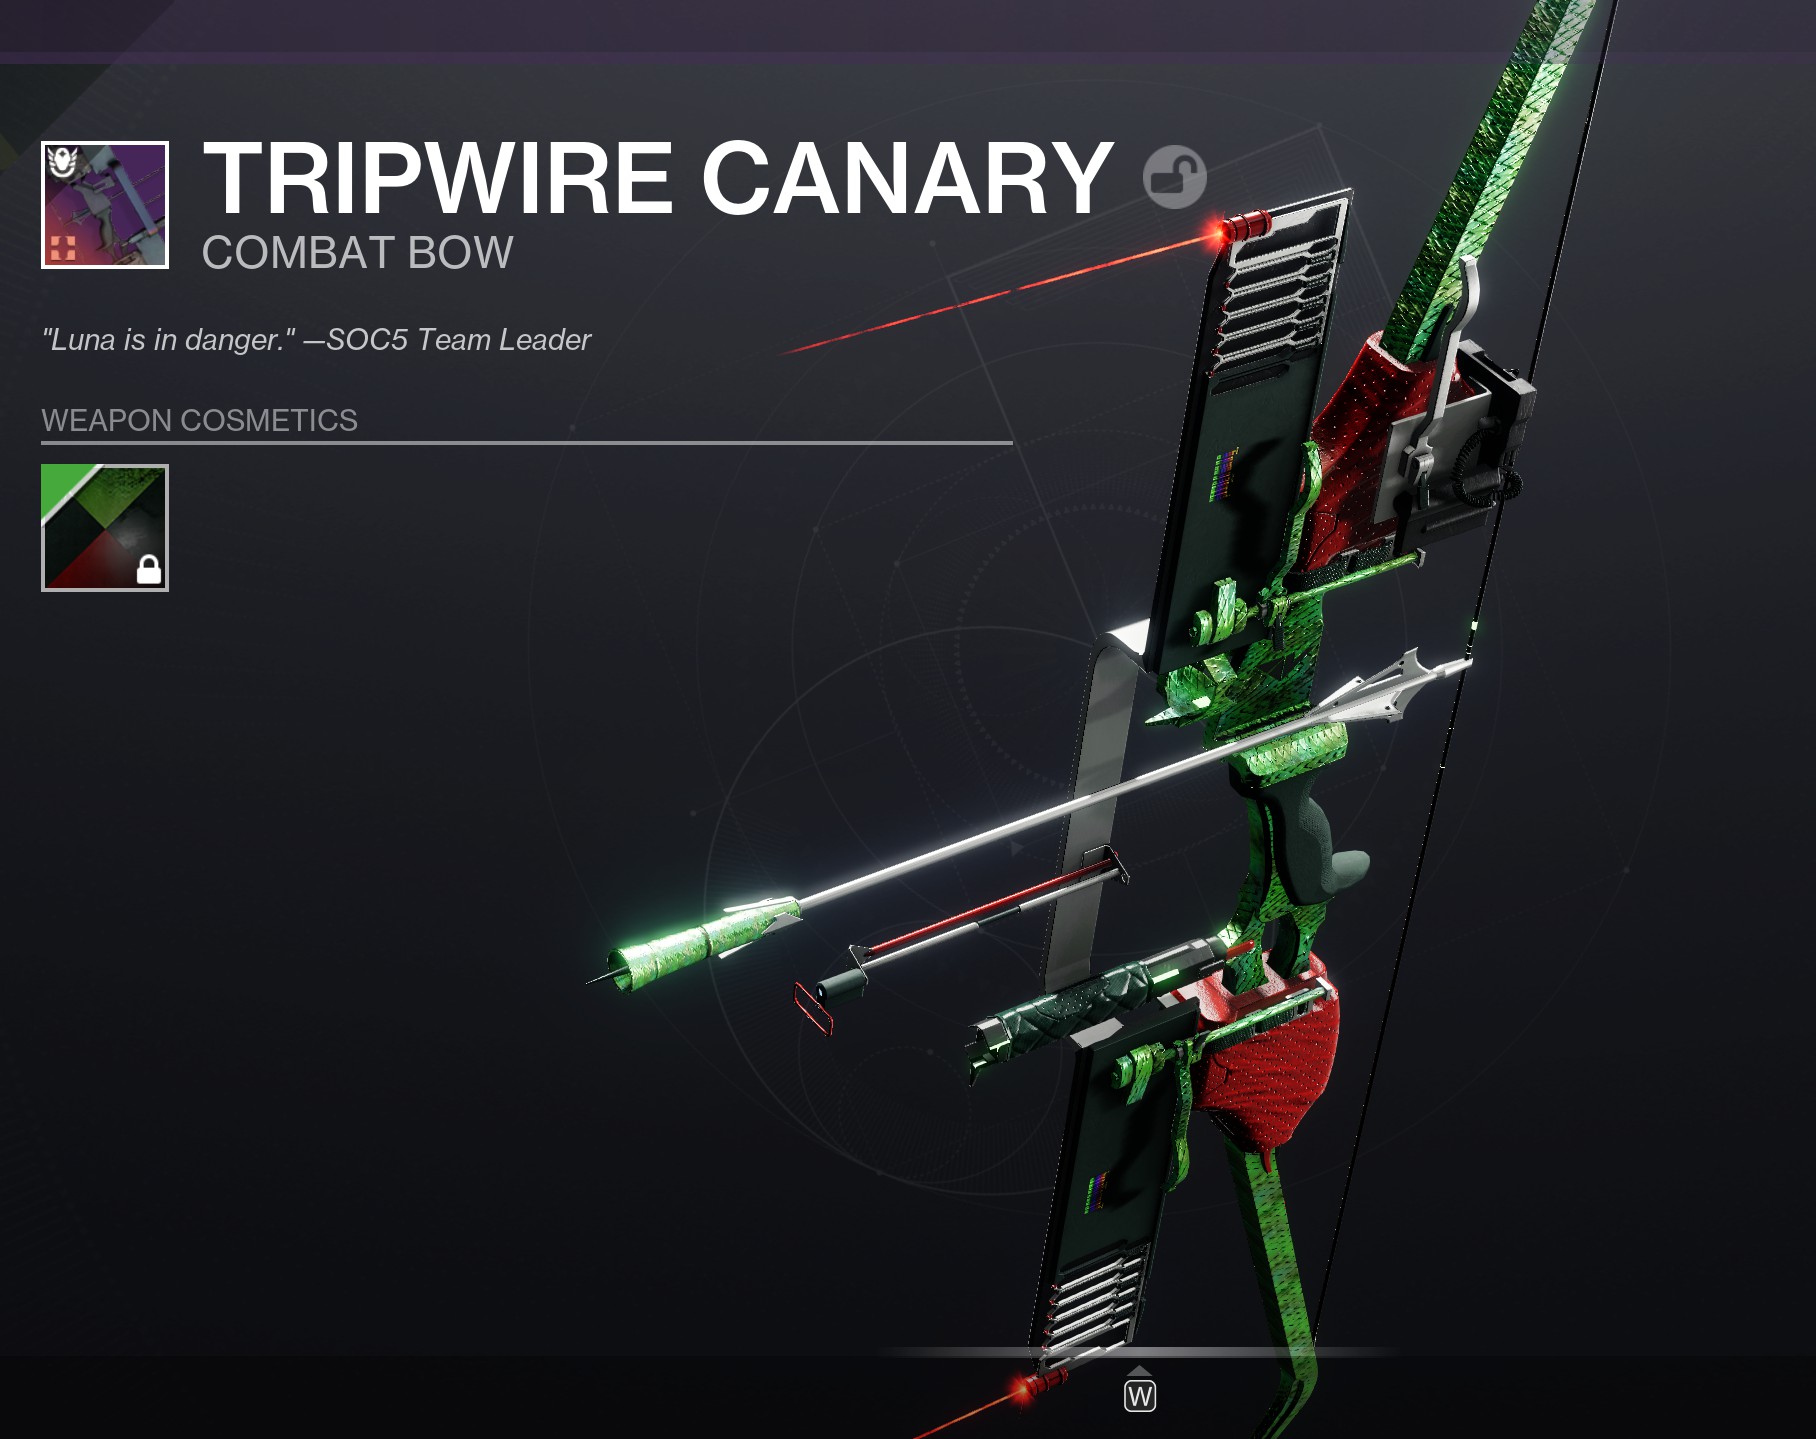 TRIPWIRE CANARY
COMBAT BOW
"Luna is in danger." —SOC5 Team Leader
WEAPON COSMETICS
W